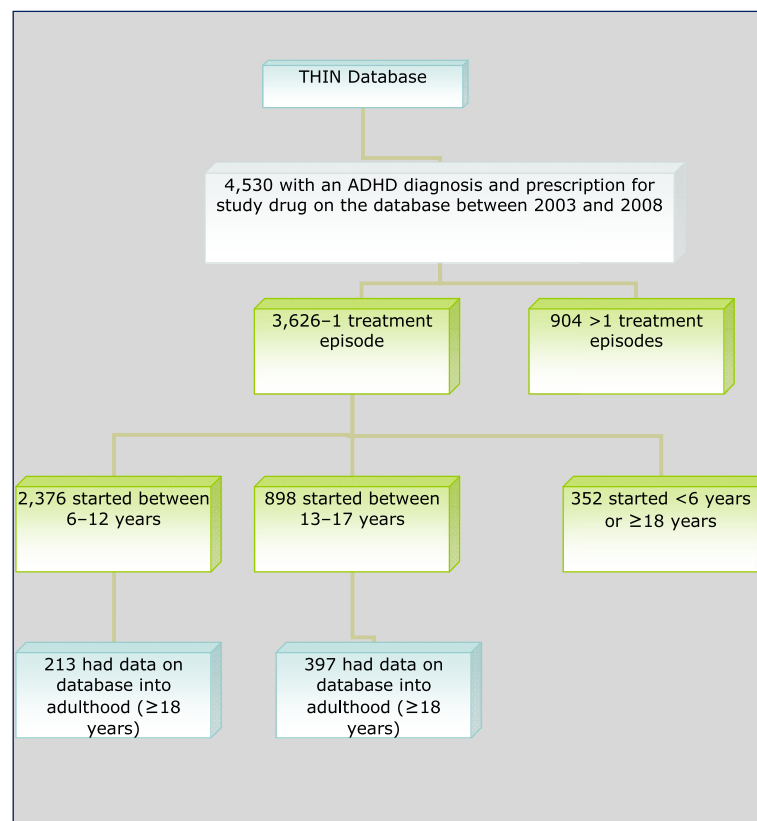 THIN Database
4,530 with an ADHD diagnosis and prescription for
study drug on the database between 2003 and 2008
3,626–1 treatment
episode
904 >1 treatment
episodes
2,376 started between
6–12 years
898 started between
13–17 years
352 started <6 years
or ≥18 years
213 had data on
database into
adulthood (≥18
years)
397 had data on
database into
adulthood (≥18
years)